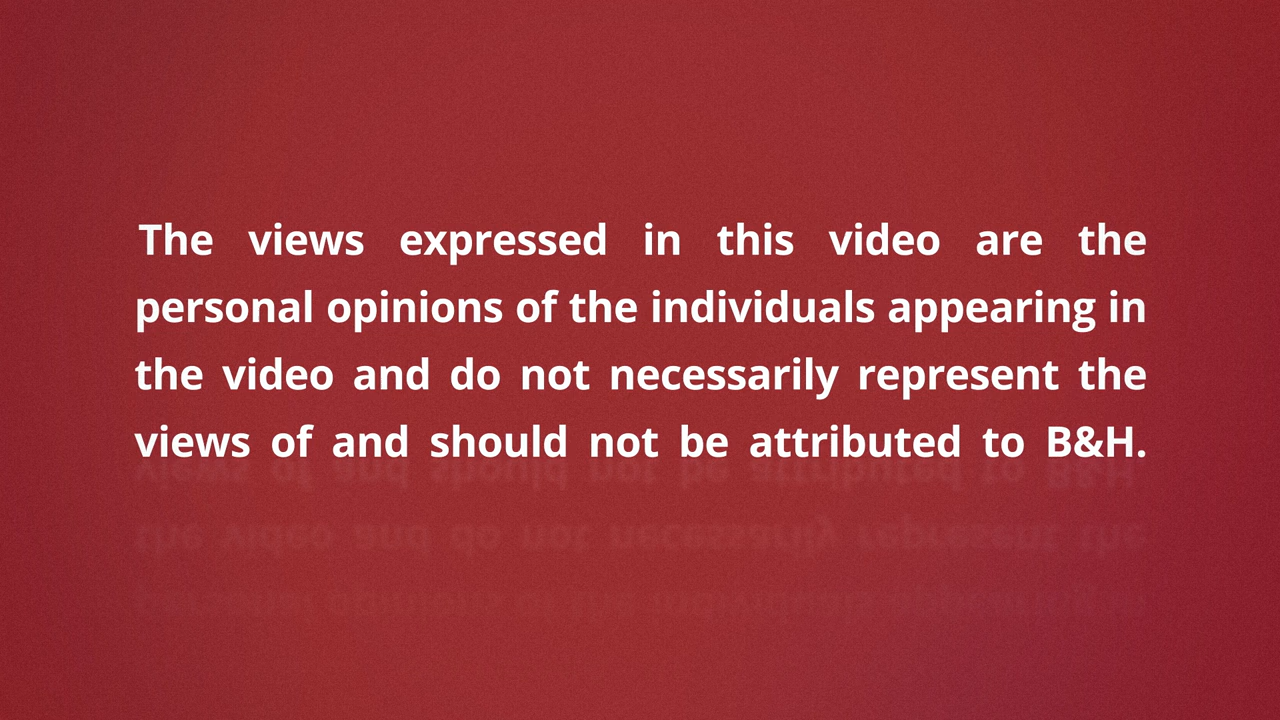 The views expressed in this video are the
personal opinions of the individuals appearing in
the video and do not necessarily represent the
views of and should not be attributed to B&H.